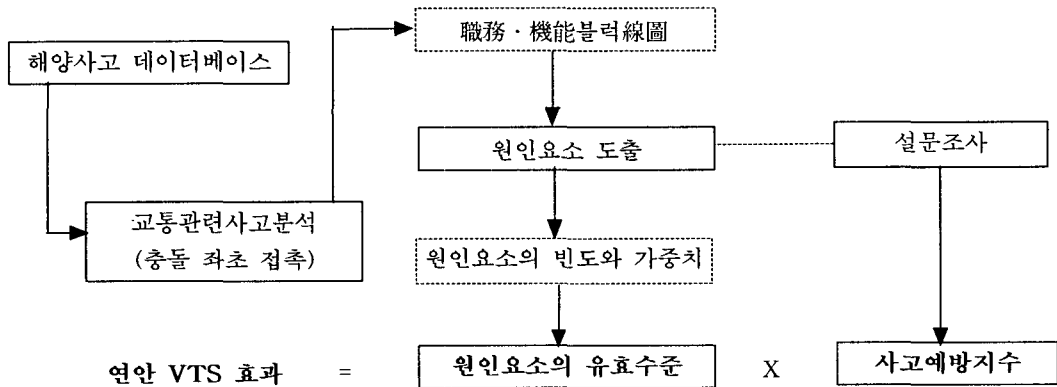 職務·機能블럭線圖
해양사고 데이터베이스
원인요소 도출
설문조사
교통관련사고분석
(충돌 좌초 접촉)
원인요소의 빈도와 가중치
연안 VTS 효과 = 원인요소의 유효수준 X 사고예방지수